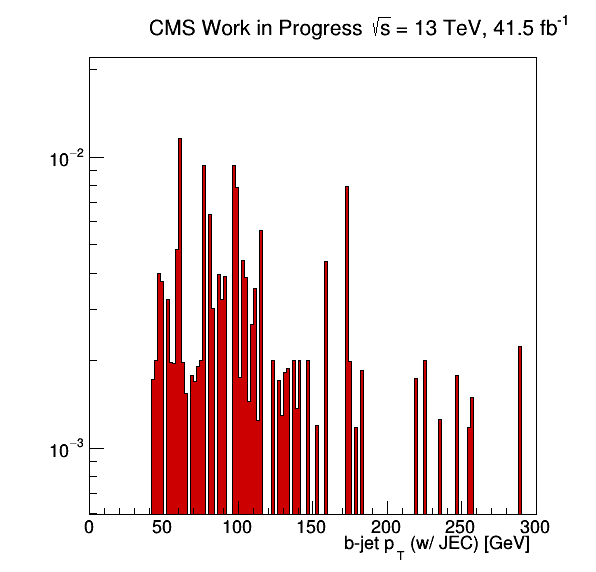 CMS Work in Progress √s = 13 TeV, 41.5 fb⁻¹
10⁻²
10⁻³
0 50 100 150 200 250 300
b-jet p_T (w/ JEC) [GeV]